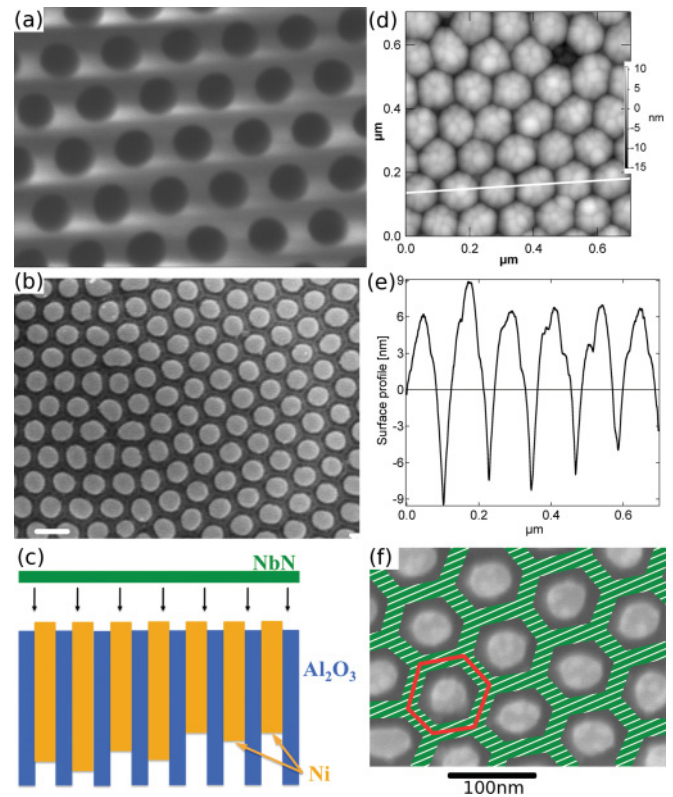 (a)
(d)
0.6
0.4
0.2
0.0
µm
0.0 0.2 0.4 0.6
µm
10
5
0
-5
-10
-15
nm
(b)
(e)
9
6
3
0
-3
-6
-9
Surface profile [nm]
0.0 0.2 0.4 0.6
µm
(c)
NbN
Al₂O₃
Ni
(f)
100nm